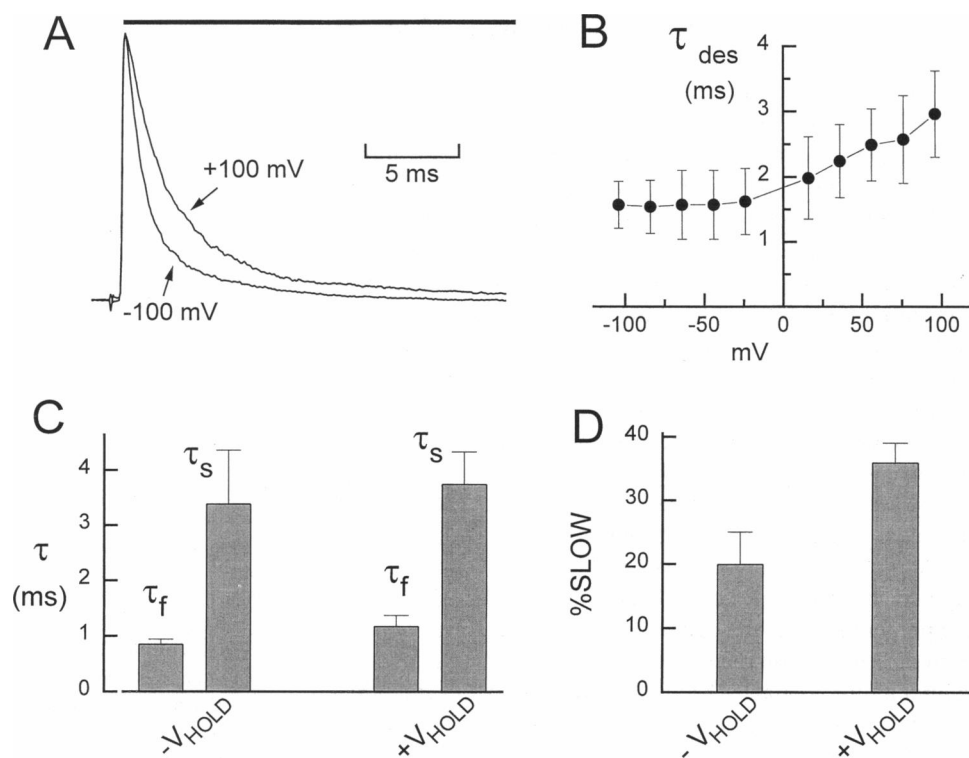 A
+100 mV
5 ms
-100 mV
B
τ des
(ms)
4
3
2
1
-100
-50
0
50
100
mV
C
4
3
2
1
0
τ
(ms)
τf
τs
τf
τs
-VHOLD
+VHOLD
D
40
30
20
10
0
%SLOW
- VHOLD
+VHOLD